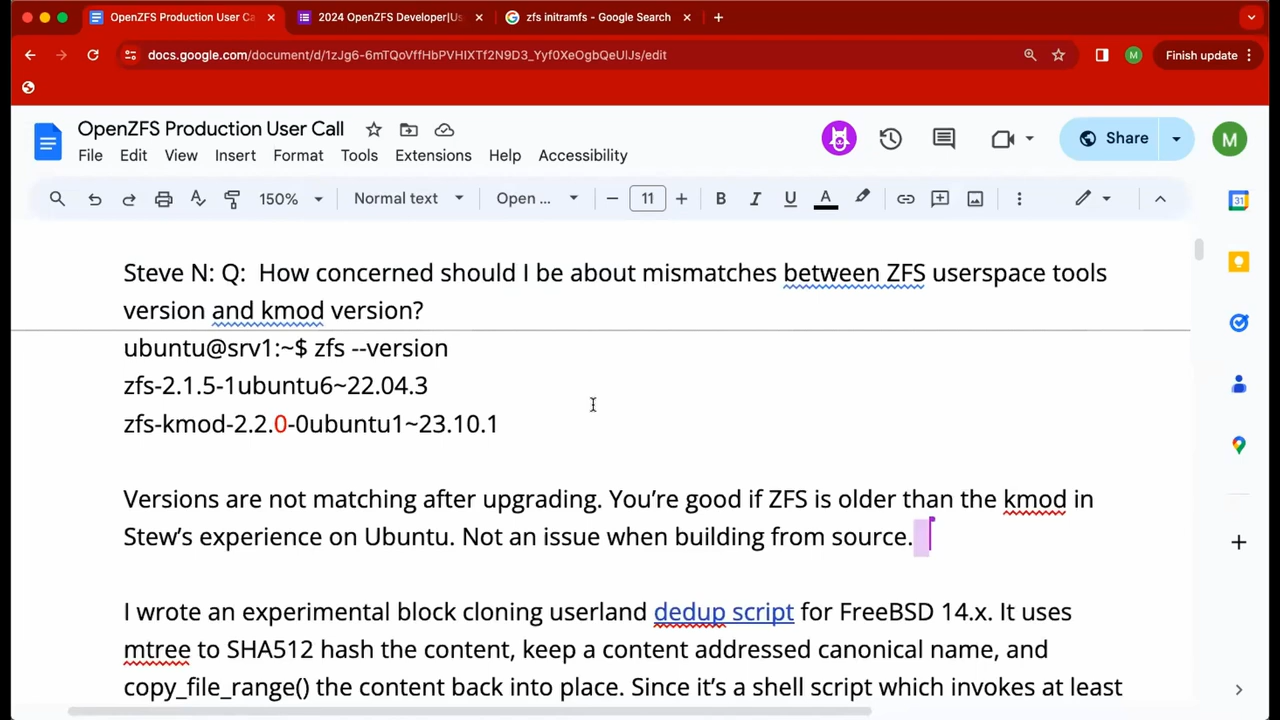 OpenZFS Production User Ca
2024 OpenZFS Developer|Us
zfs initramfs - Google Search
docs.google.com/document/d/1zJg6-6mTQoVffHbPVHIXTf2N9D3_Yyf0XeOgbQeUlJs/edit
Finish update
OpenZFS Production User Call
File Edit View Insert Format Tools Extensions Help Accessibility
Share
M
150% Normal text Open ... 11 B I U A
31
Steve N: Q: How concerned should I be about mismatches between ZFS userspace tools
version and kmod version?
ubuntu@srv1:~$ zfs --version
zfs-2.1.5-1ubuntu6~22.04.3
zfs-kmod-2.2.0-0ubuntu1~23.10.1
Versions are not matching after upgrading. You’re good if ZFS is older than the kmod in
Stew’s experience on Ubuntu. Not an issue when building from source.
I wrote an experimental block cloning userland dedup script for FreeBSD 14.x. It uses
mtree to SHA512 hash the content, keep a content addressed canonical name, and
copy_file_range() the content back into place. Since it’s a shell script which invokes at least